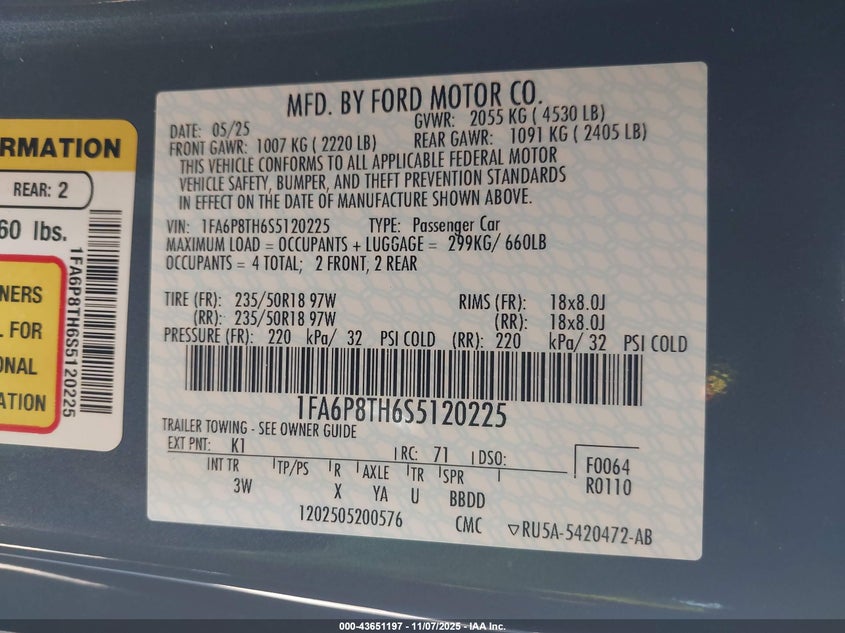 RMATION
REAR: 2
60 lbs.
1FA6P8TH6S5120225
NERS
L FOR
ONAL
ATION
MFD. BY FORD MOTOR CO.
DATE: 05/25 GVWR: 2055 KG ( 4530 LB)
FRONT GAWR: 1007 KG ( 2220 LB) REAR GAWR: 1091 KG ( 2405 LB)
THIS VEHICLE CONFORMS TO ALL APPLICABLE FEDERAL MOTOR
VEHICLE SAFETY, BUMPER, AND THEFT PREVENTION STANDARDS
IN EFFECT ON THE DATE OF MANUFACTURE SHOWN ABOVE.
VIN: 1FA6P8TH6S5120225 TYPE: Passenger Car
MAXIMUM LOAD = OCCUPANTS + LUGGAGE = 299KG/ 660LB
OCCUPANTS = 4 TOTAL; 2 FRONT, 2 REAR
TIRE (FR): 235/50R18 97W RIMS (FR): 18x8.0J
(RR): 235/50R18 97W (RR): 18x8.0J
PRESSURE (FR): 220 kPa/ 32 PSI COLD (RR): 220 kPa/ 32 PSI COLD
1FA6P8TH6S5120225
TRAILER TOWING - SEE OWNER GUIDE
EXT PNT: K1 RC: 71 DSO: F0064
INT TR TP/PS R AXLE TR SPR R0110
3W X YA U BBDD
1202505200576 CMC ▽RU5A-5420472-AB
000-43651197 - 11/07/2025 - IAA Inc.